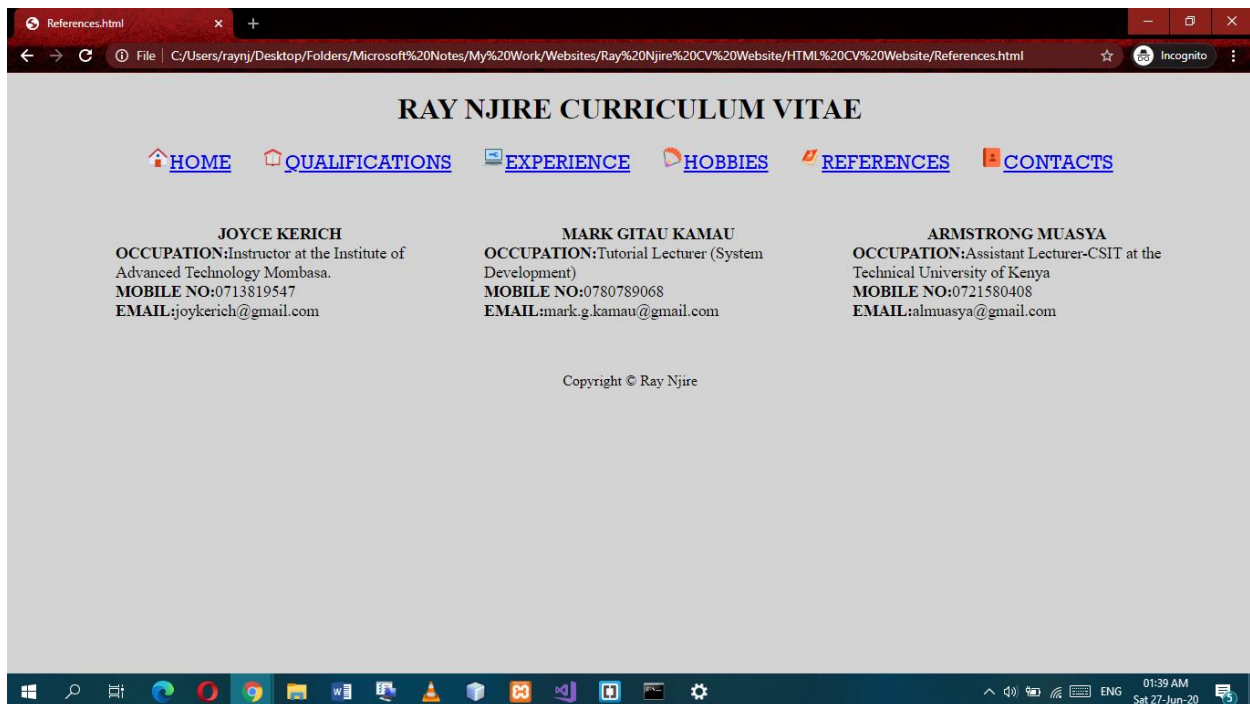 References.html
File C:/Users/raynj/Desktop/Folders/Microsoft%20Notes/My%20Work/Websites/Ray%20Njire%20CV%20Website/HTML%20CV%20Website/References.html Incognito
RAY NJIRE CURRICULUM VITAE
HOME QUALIFICATIONS EXPERIENCE HOBBIES REFERENCES CONTACTS
JOYCE KERICH
OCCUPATION:Instructor at the Institute of
Advanced Technology Mombasa.
MOBILE NO:0713819547
EMAIL:joykerich@gmail.com
MARK GITAU KAMAU
OCCUPATION:Tutorial Lecturer (System
Development)
MOBILE NO:0780789068
EMAIL:mark.g.kamau@gmail.com
ARMSTRONG MUASYA
OCCUPATION:Assistant Lecturer-CSIT at the
Technical University of Kenya
MOBILE NO:0721580408
EMAIL:almuasya@gmail.com
Copyright © Ray Njire
ENG
01:39 AM
Sat 27-Jun-20
5